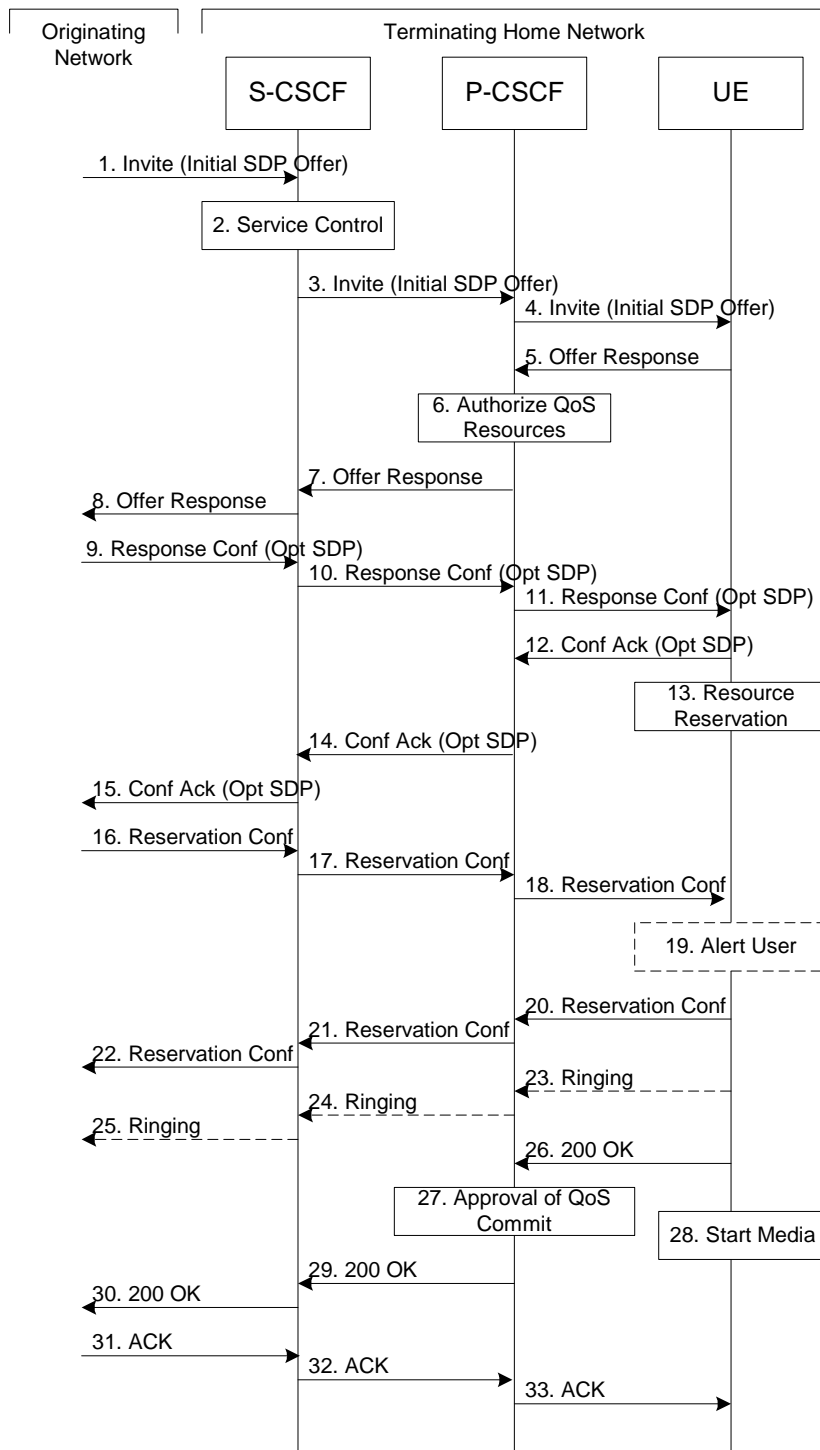 Originating
Network
Terminating Home Network
S-CSCF
P-CSCF
UE
1. Invite (Initial SDP Offer)
2. Service Control
3. Invite (Initial SDP Offer)
4. Invite (Initial SDP Offer)
5. Offer Response
6. Authorize QoS
Resources
7. Offer Response
8. Offer Response
9. Response Conf (Opt SDP)
10. Response Conf (Opt SDP)
11. Response Conf (Opt SDP)
12. Conf Ack (Opt SDP)
13. Resource
Reservation
14. Conf Ack (Opt SDP)
15. Conf Ack (Opt SDP)
16. Reservation Conf
17. Reservation Conf
18. Reservation Conf
19. Alert User
20. Reservation Conf
21. Reservation Conf
22. Reservation Conf
23. Ringing
24. Ringing
25. Ringing
26. 200 OK
27. Approval of QoS
Commit
28. Start Media
29. 200 OK
30. 200 OK
31. ACK
32. ACK
33. ACK